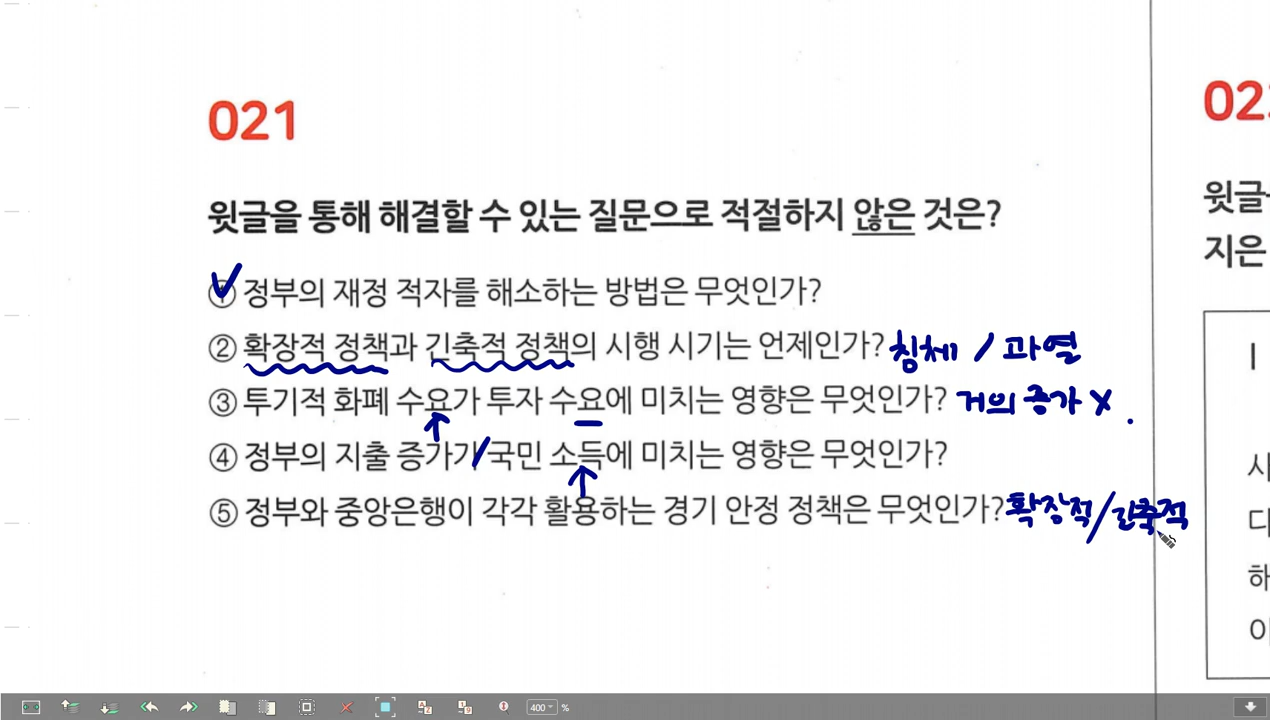 021
윗글을 통해 해결할 수 있는 질문으로 적절하지 않은 것은?
① 정부의 재정 적자를 해소하는 방법은 무엇인가?
② 확장적 정책과 긴축적 정책의 시행 시기는 언제인가? 침체 / 과열
③ 투기적 화폐 수요가 투자 수요에 미치는 영향은 무엇인가? 거의 증가 X.
④ 정부의 지출 증가가/국민 소득에 미치는 영향은 무엇인가?
⑤ 정부와 중앙은행이 각각 활용하는 경기 안정 정책은 무엇인가? 확장적/긴축적
02
윗글
지은
I
사
다
해
이
400 %